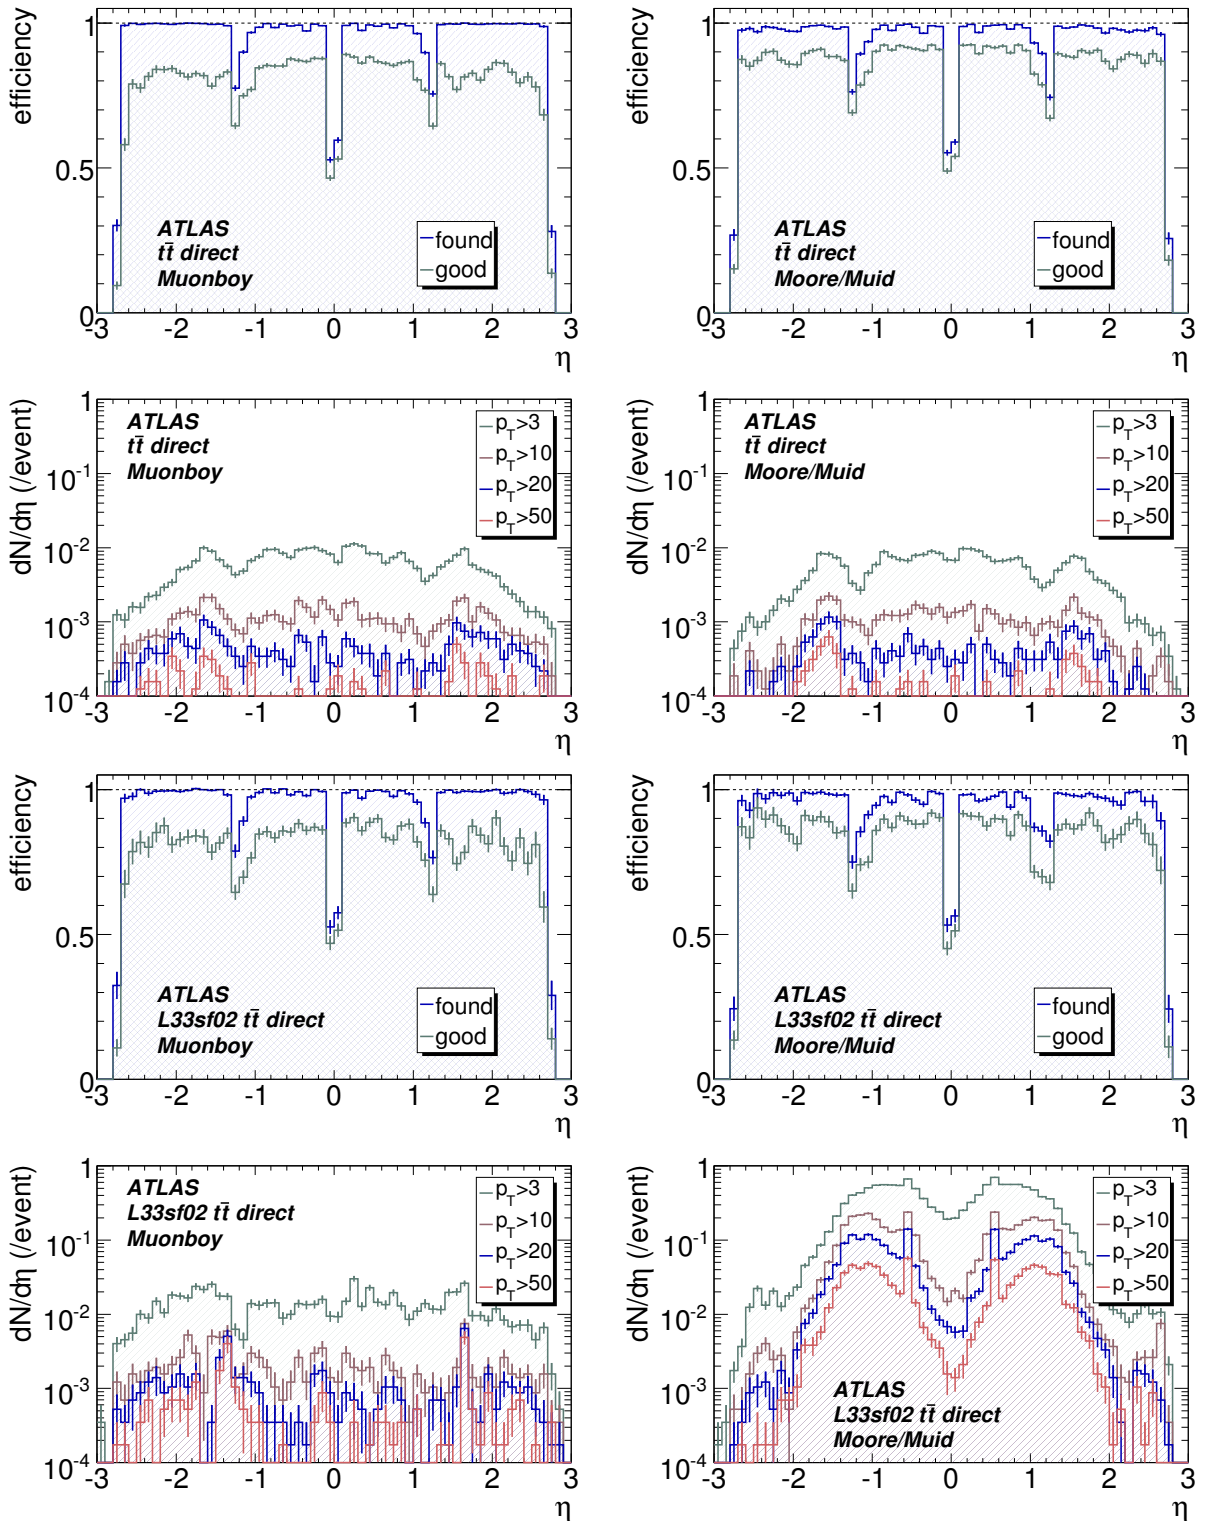 efficiency
1
0.5
0
ATLAS
tt̄ direct
Muonboy
found
good
-3 -2 -1 0 1 2 3
η
efficiency
1
0.5
0
ATLAS
tt̄ direct
Moore/Muid
found
good
-3 -2 -1 0 1 2 3
η
dN/dη (/event)
1
10⁻¹
10⁻²
10⁻³
10⁻⁴
ATLAS
tt̄ direct
Muonboy
p_T>3
p_T>10
p_T>20
p_T>50
-3 -2 -1 0 1 2 3
η
dN/dη (/event)
1
10⁻¹
10⁻²
10⁻³
10⁻⁴
ATLAS
tt̄ direct
Moore/Muid
p_T>3
p_T>10
p_T>20
p_T>50
-3 -2 -1 0 1 2 3
η
efficiency
1
0.5
0
ATLAS
L33sf02 tt̄ direct
Muonboy
found
good
-3 -2 -1 0 1 2 3
η
efficiency
1
0.5
0
ATLAS
L33sf02 tt̄ direct
Moore/Muid
found
good
-3 -2 -1 0 1 2 3
η
dN/dη (/event)
1
10⁻¹
10⁻²
10⁻³
10⁻⁴
ATLAS
L33sf02 tt̄ direct
Muonboy
p_T>3
p_T>10
p_T>20
p_T>50
-3 -2 -1 0 1 2 3
η
dN/dη (/event)
1
10⁻¹
10⁻²
10⁻³
10⁻⁴
p_T>3
p_T>10
p_T>20
p_T>50
ATLAS
L33sf02 tt̄ direct
Moore/Muid
-3 -2 -1 0 1 2 3
η